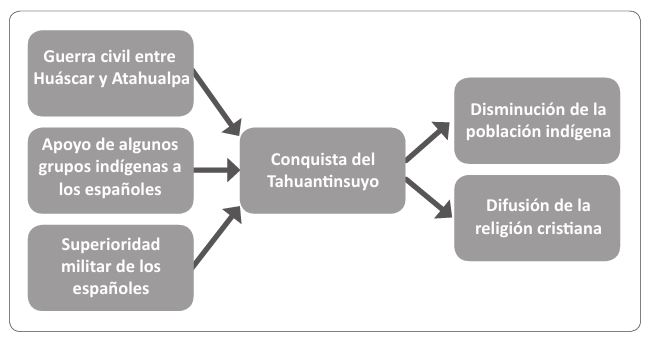 Guerra civil entre
Huáscar y Atahualpa
Apoyo de algunos
grupos indígenas a
los españoles
Superioridad
militar de los
españoles
Conquista del
Tahuantinsuyo
Disminución de la
población indígena
Difusión de la
religión cristiana